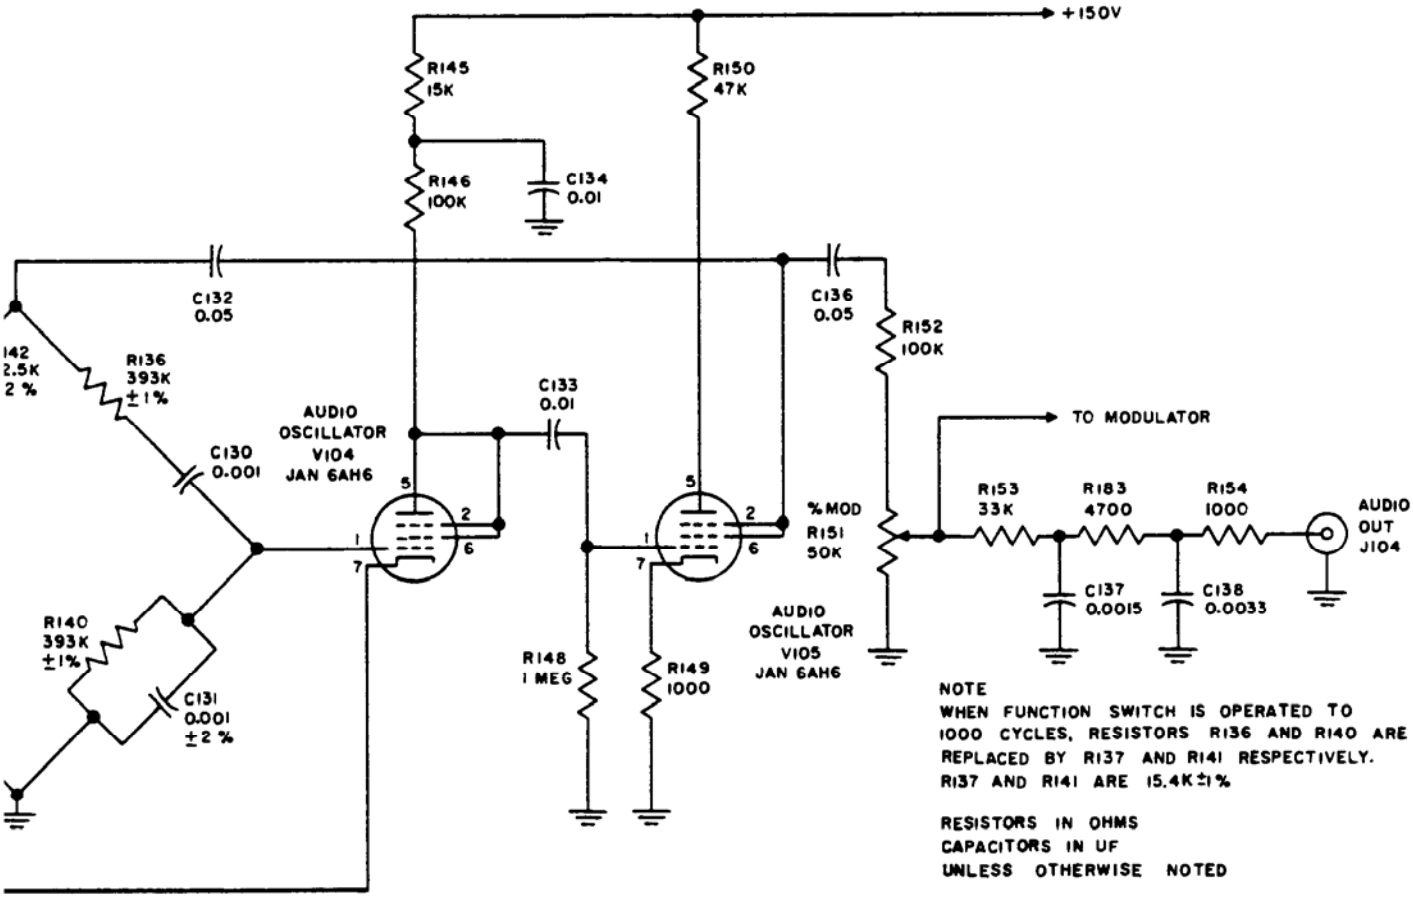 +150V
R145
15K
R150
47K
R146
100K
C134
0.01
C132
0.05
C136
0.05
R152
100K
142
2.5K
2 %
R136
393K
±1%
C133
0.01
AUDIO
OSCILLATOR
V104
JAN 6AH6
TO MODULATOR
C130
0.001
5
2
6
1
7
5
2
6
1
7
%MOD
R151
50K
R153
33K
R183
4700
R154
1000
AUDIO
OUT
J104
C137
0.0015
C138
0.0033
AUDIO
OSCILLATOR
V105
JAN 6AH6
R140
393K
±1%
C131
0.001
±2 %
R148
1 MEG
R149
1000
NOTE
WHEN FUNCTION SWITCH IS OPERATED TO
1000 CYCLES, RESISTORS R136 AND R140 ARE
REPLACED BY R137 AND R141 RESPECTIVELY.
R137 AND R141 ARE 15.4K±1%
RESISTORS IN OHMS
CAPACITORS IN UF
UNLESS OTHERWISE NOTED